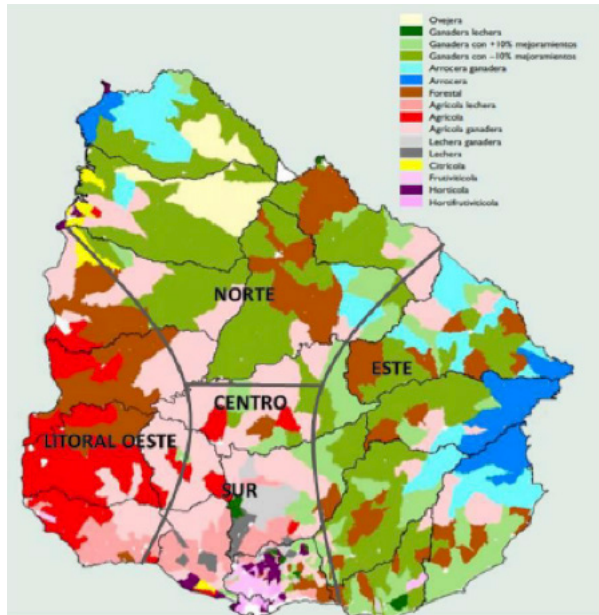 Ovejera
Ganadera lechera
Ganadera con +10% mejoramientos
Ganadera con -10% mejoramientos
Arrocera ganadera
Arrocera
Forestal
Agrícola lechera
Agrícola
Agrícola ganadera
Lechera ganadera
Lechera
Citrícola
Frutivitícola
Hortícola
Hortifrutivitícola
NORTE
ESTE
CENTRO
LITORAL OESTE
SUR